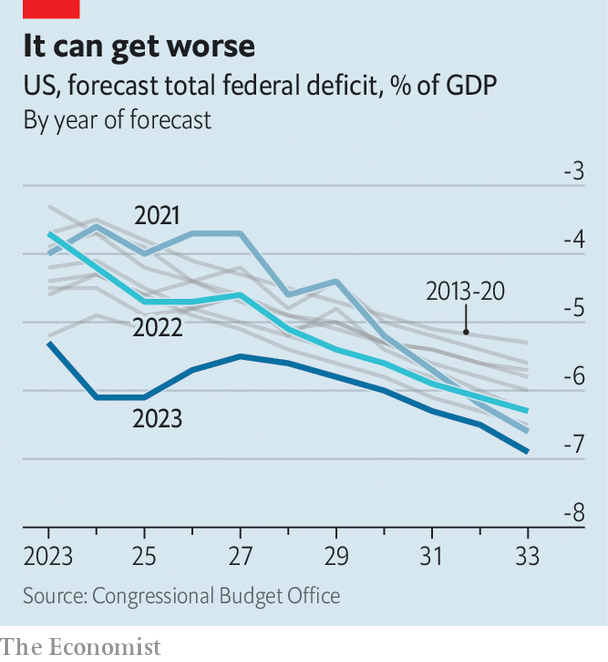 It can get worse
US, forecast total federal deficit, % of GDP
By year of forecast
-3
2021
-4
2013-20
-5
2022
-6
2023
-7
-8
2023 25 27 29 31 33
Source: Congressional Budget Office
The Economist